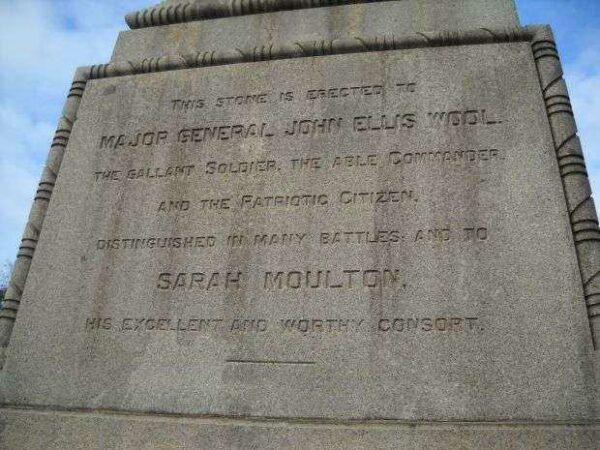 THIS STONE IS ERECTED TO
MAJOR GENERAL JOHN ELLIS WOOL.
THE GALLANT SOLDIER, THE ABLE COMMANDER,
AND THE PATRIOTIC CITIZEN,
DISTINGUISHED IN MANY BATTLES: AND TO
SARAH MOULTON,
HIS EXCELLENT AND WORTHY CONSORT.